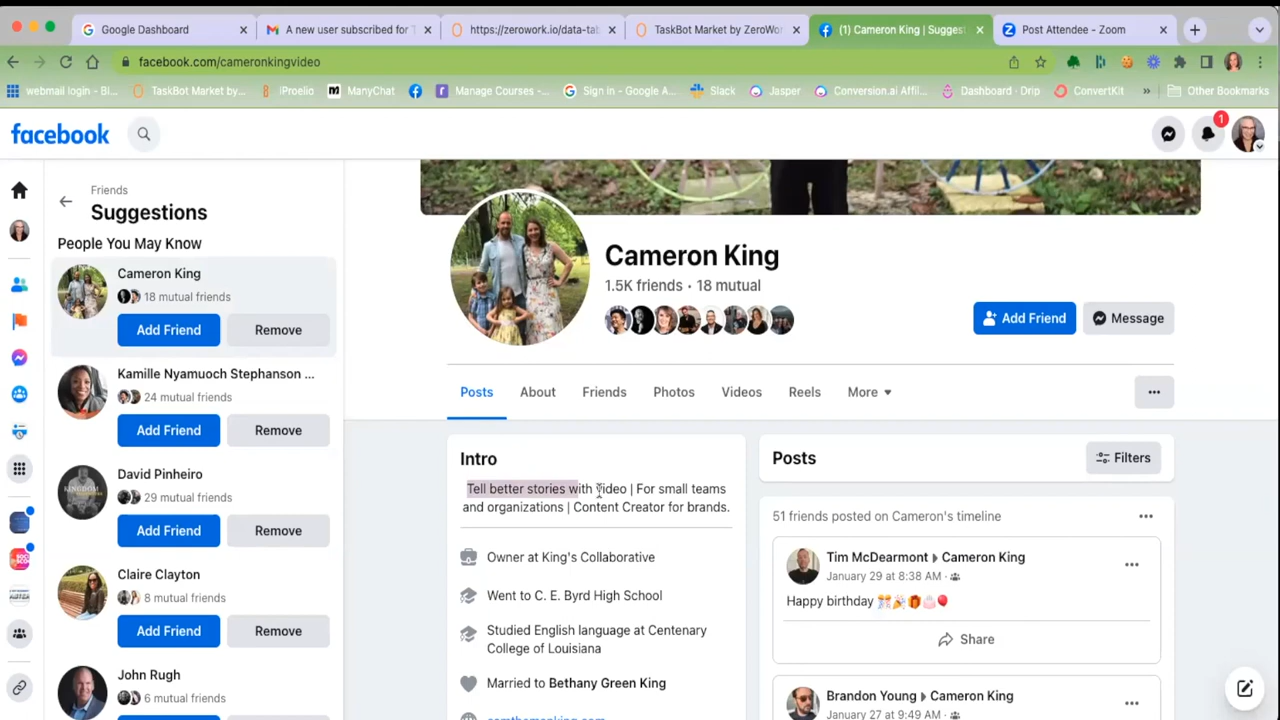 Google Dashboard
A new user subscribed for T
https://zerowork.io/data-tab
TaskBot Market by ZeroWor
(1) Cameron King | Suggest
Post Attendee - Zoom
facebook.com/cameronkingvideo
webmail login - Bl...
TaskBot Market by...
IProelio
ManyChat
Manage Courses -...
Sign in - Google A...
Slack
Jasper
Conversion.ai Affil...
Dashboard · Drip
ConvertKit
»
Other Bookmarks
facebook
1
Friends
Suggestions
People You May Know
Cameron King
18 mutual friends
Add Friend
Remove
Kamille Nyamuoch Stephanson ...
24 mutual friends
Add Friend
Remove
David Pinheiro
29 mutual friends
Add Friend
Remove
Claire Clayton
8 mutual friends
Add Friend
Remove
John Rugh
6 mutual friends
Cameron King
1.5K friends · 18 mutual
Add Friend
Message
Posts
About
Friends
Photos
Videos
Reels
More
Intro
Tell better stories with video | For small teams
and organizations | Content Creator for brands.
Owner at King's Collaborative
Went to C. E. Byrd High School
Studied English language at Centenary
College of Louisiana
Married to Bethany Green King
Posts
Filters
51 friends posted on Cameron's timeline
Tim McDearmont ▸ Cameron King
January 29 at 8:38 AM ·
Happy birthday 🎊🎉🎁🎂🎈
Share
Brandon Young ▸ Cameron King
January 27 at 9:49 AM ·